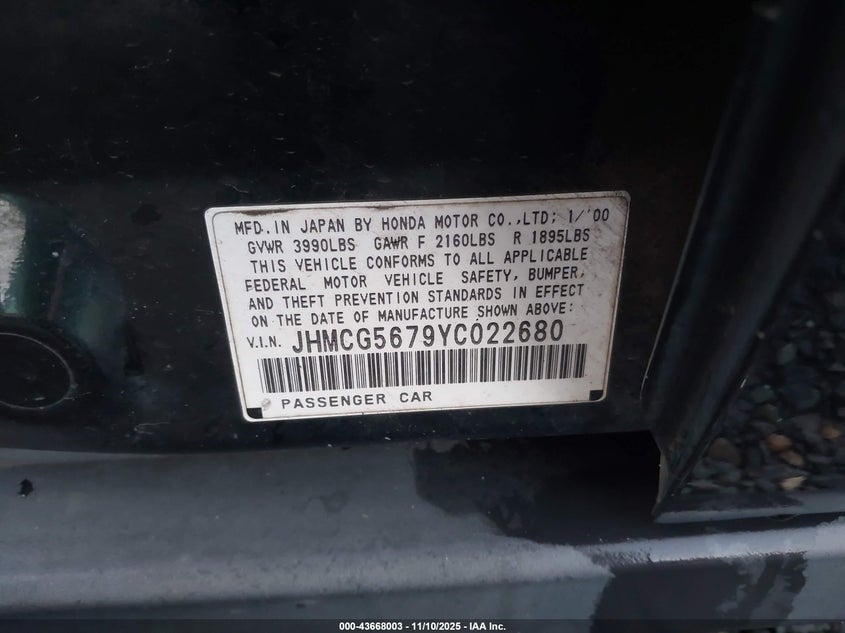 MFD. IN JAPAN BY HONDA MOTOR CO.,LTD; 1/'00
GVWR 3990LBS GAWR F 2160LBS R 1895LBS
THIS VEHICLE CONFORMS TO ALL APPLICABLE
FEDERAL MOTOR VEHICLE SAFETY, BUMPER,
AND THEFT PREVENTION STANDARDS IN EFFECT
ON THE DATE OF MANUFACTURE SHOWN ABOVE:
V.I.N. JHMCG5679YC022680
PASSENGER CAR
000-43668003 — 11/10/2025 — IAA Inc.